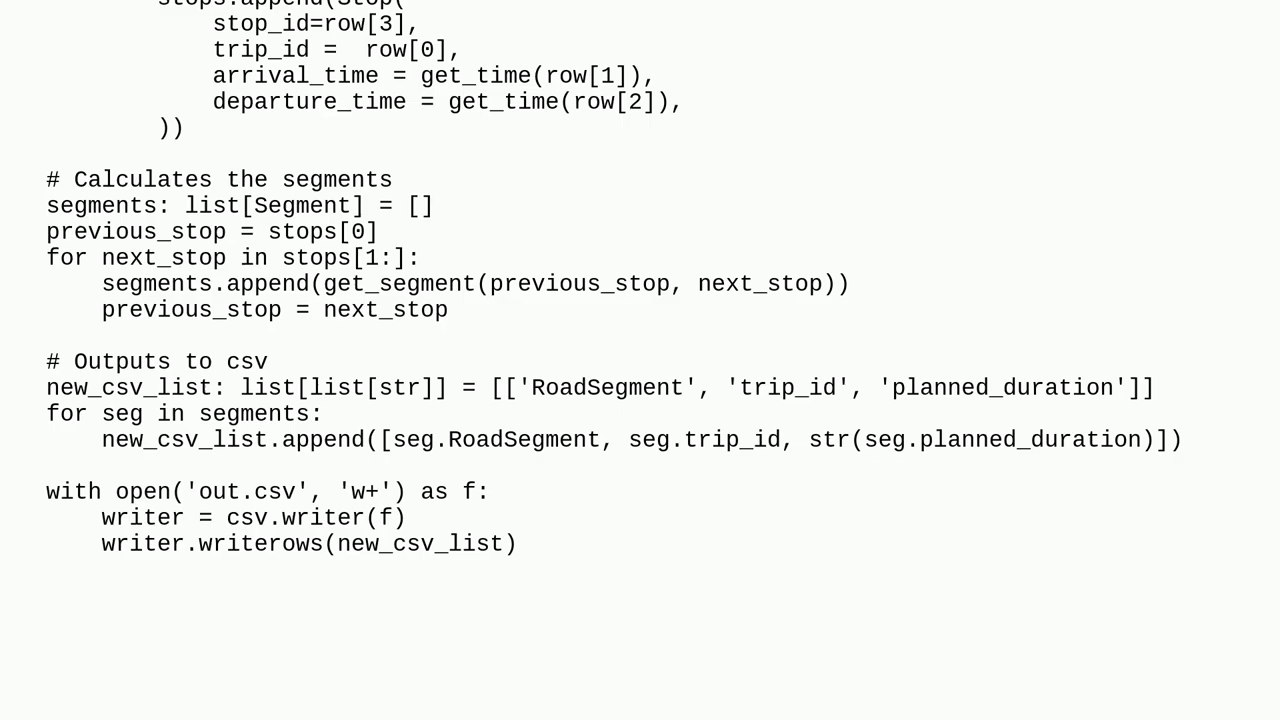 stops.append(Stop(
            stop_id=row[3],
            trip_id =  row[0],
            arrival_time = get_time(row[1]),
            departure_time = get_time(row[2]),
        ))

# Calculates the segments
segments: list[Segment] = []
previous_stop = stops[0]
for next_stop in stops[1:]:
    segments.append(get_segment(previous_stop, next_stop))
    previous_stop = next_stop

# Outputs to csv
new_csv_list: list[list[str]] = [['RoadSegment', 'trip_id', 'planned_duration']]
for seg in segments:
    new_csv_list.append([seg.RoadSegment, seg.trip_id, str(seg.planned_duration)])

with open('out.csv', 'w+') as f:
    writer = csv.writer(f)
    writer.writerows(new_csv_list)